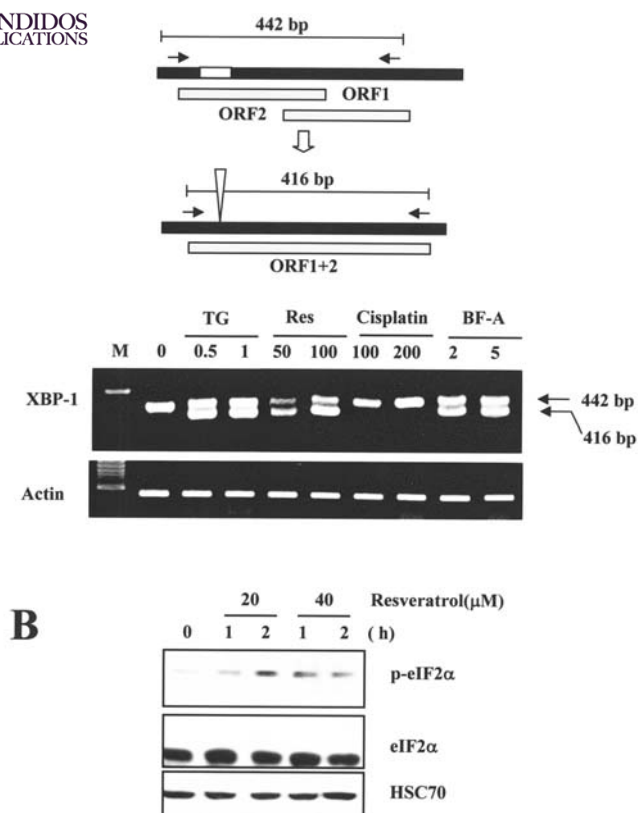 NDIDOS
LICATIONS
442 bp
ORF1
ORF2
416 bp
ORF1+2
TG Res Cisplatin BF-A
M 0 0.5 1 50 100 100 200 2 5
XBP-1
442 bp
416 bp
Actin
B
20 40 Resveratrol(μM)
0 1 2 1 2 ( h)
p-eIF2α
eIF2α
HSC70